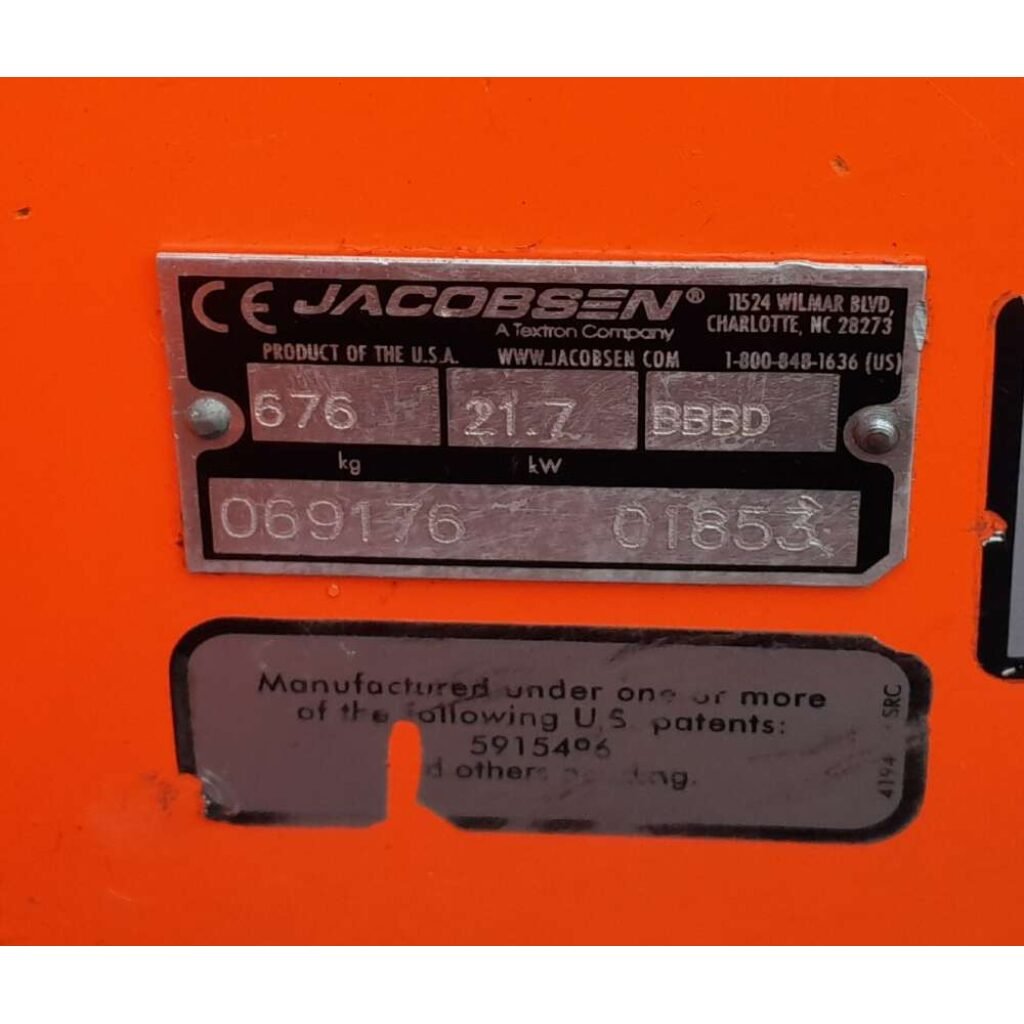 CE JACOBSEN® 11524 WILMAR BLVD,
A Textron Company CHARLOTTE, NC 28273
PRODUCT OF THE U.S.A. WWW.JACOBSEN COM 1-800-848-1636 (US)
676 21.7 BBBD
kg kW
069176 01853
Manufactured under one or more
of the following U.S. patents:
5915496
others
4194 SRC